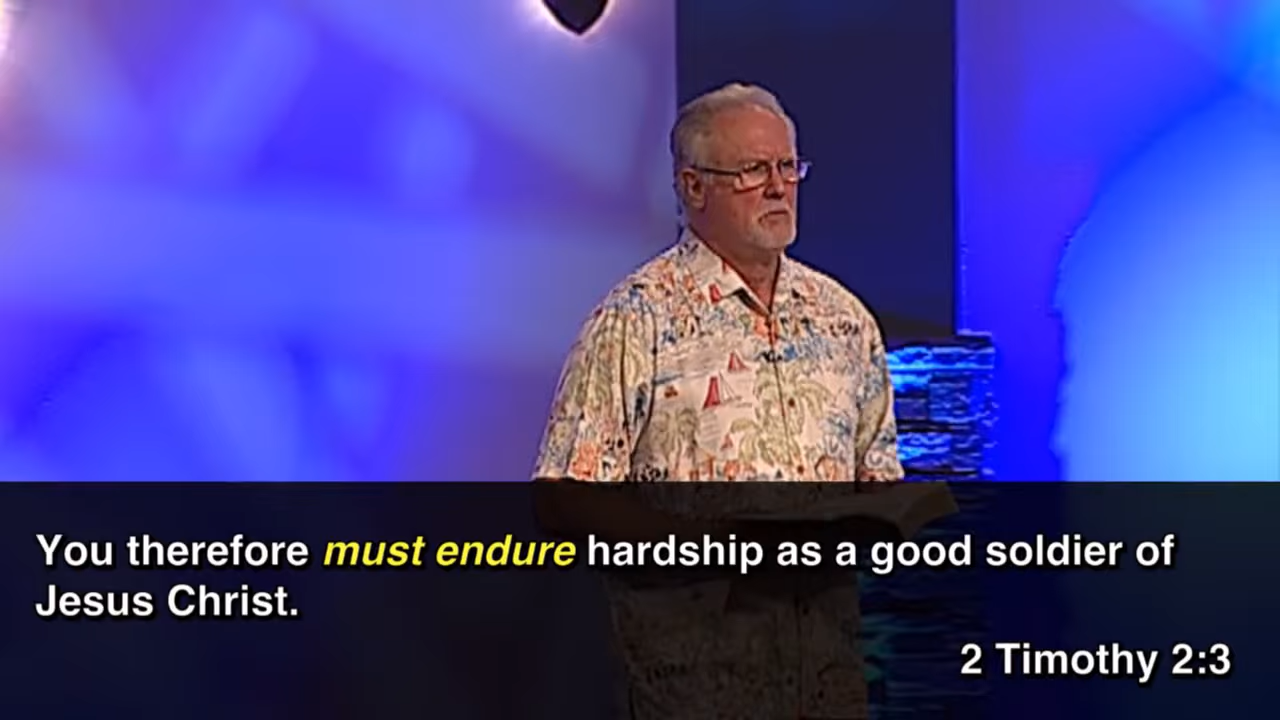 You therefore must endure hardship as a good soldier of
Jesus Christ.
2 Timothy 2:3